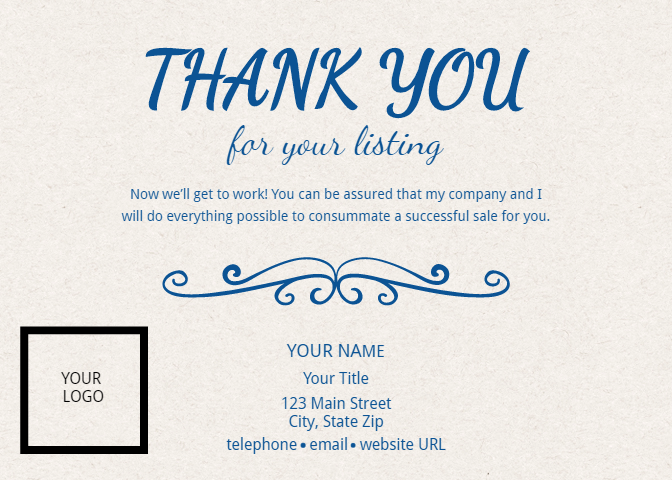 THANK YOU
for your listing
Now we'll get to work! You can be assured that my company and I
will do everything possible to consummate a successful sale for you.
YOUR
LOGO
YOUR NAME
Your Title
123 Main Street
City, State Zip
telephone • email • website URL